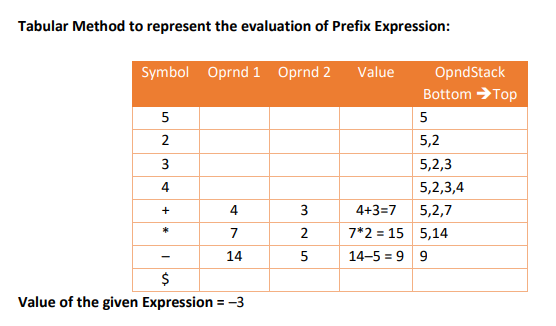 Tabular Method to represent the evaluation of Prefix Expression:
Symbol Oprnd 1 Oprnd 2 Value OpndStack
Bottom ➔Top
5 5
2 5,2
3 5,2,3
4 5,2,3,4
+ 4 3 4+3=7 5,2,7
* 7 2 7*2 = 15 5,14
– 14 5 14–5 = 9 9
$
Value of the given Expression = –3